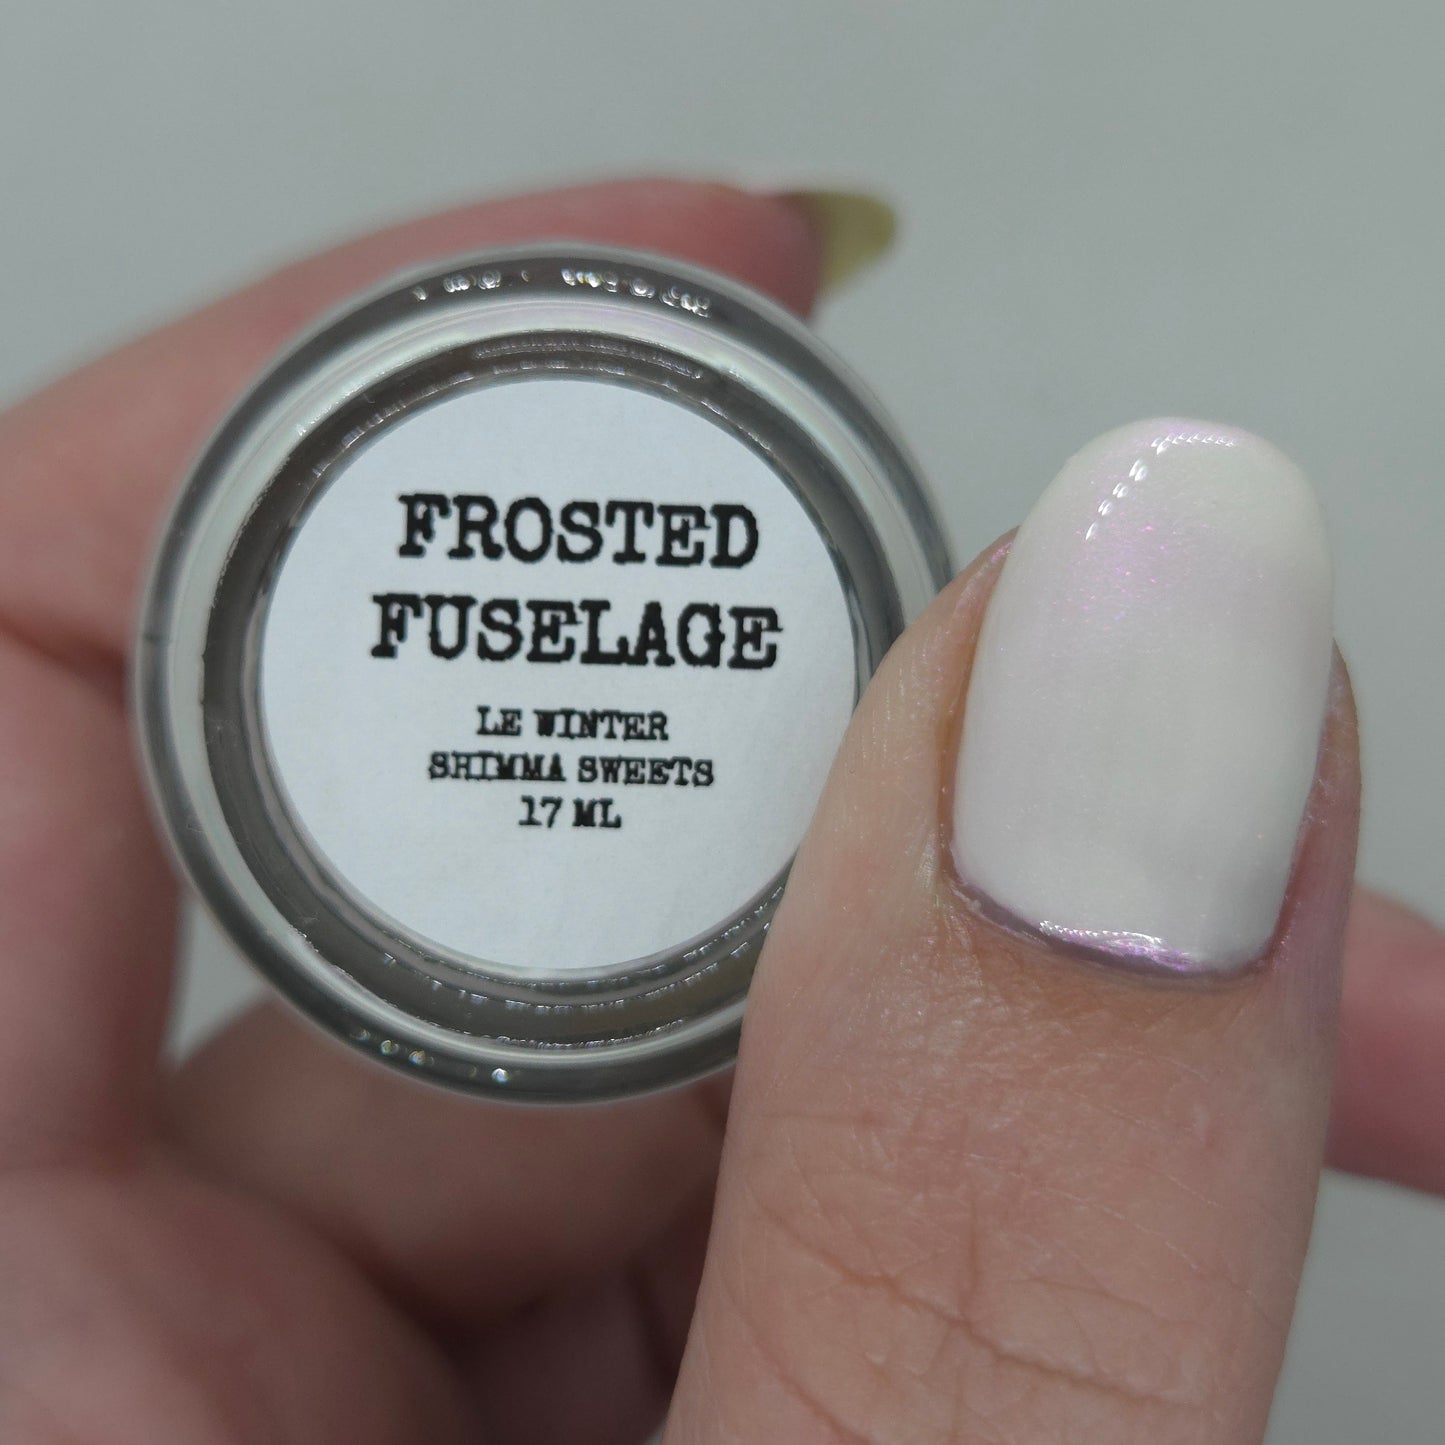 FROSTED
FUSELAGE
LE WINTER
SHIMMA SWEETS
17 ML